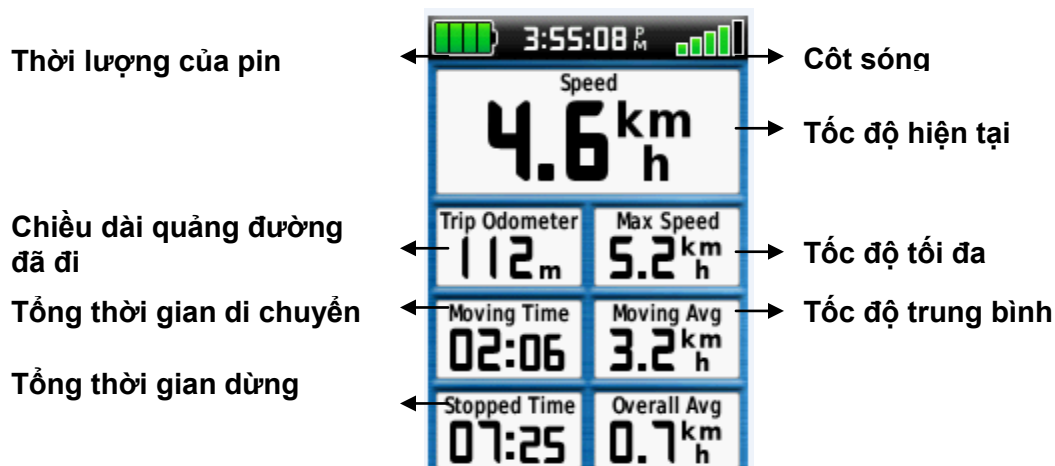 Thời lượng của pin
3:55:08 PM
Côt sóng
Speed
4.6 km h
Tốc độ hiện tại
Chiều dài quảng đường
đã đi
Trip Odometer
112 m
Max Speed
5.2 km h
Tốc độ tối đa
Tổng thời gian di chuyển
Moving Time
02:06
Moving Avg
3.2 km h
Tốc độ trung bình
Tổng thời gian dừng
Stopped Time
07:25
Overall Avg
0.7 km h